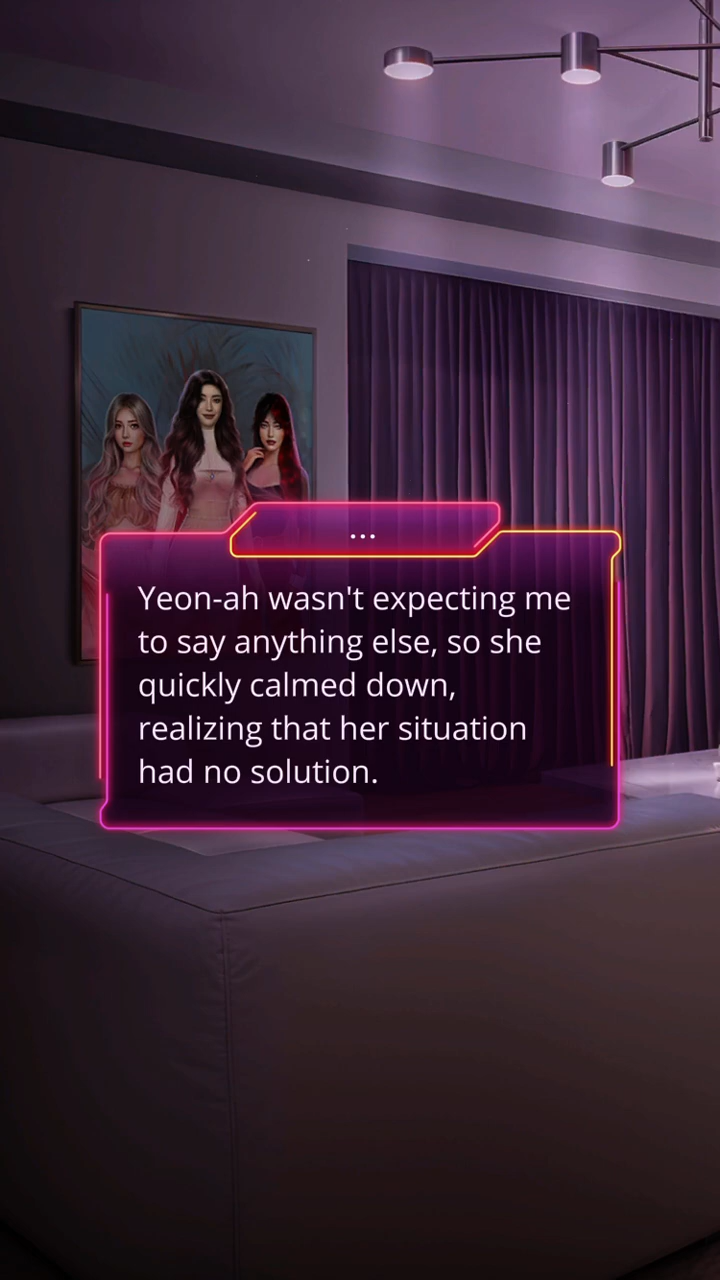 ...
Yeon-ah wasn't expecting me
to say anything else, so she
quickly calmed down,
realizing that her situation
had no solution.